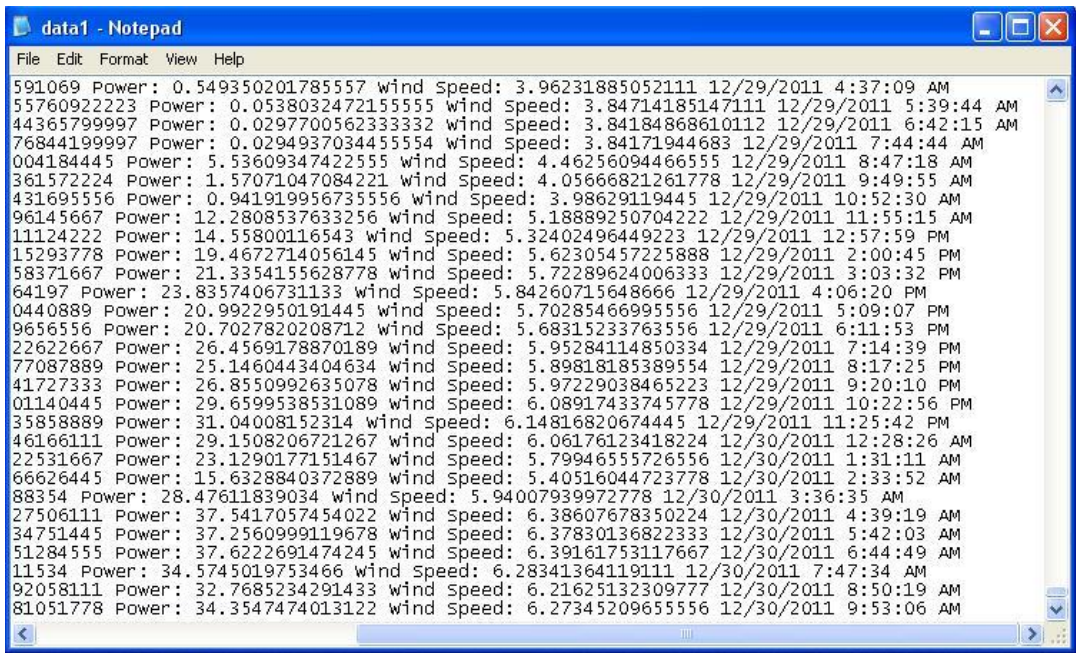 data1 - Notepad
File Edit Format View Help
591069 Power: 0.549350201785557 Wind Speed: 3.96231885052111 12/29/2011 4:37:09 AM
55760922223 Power: 0.0538032472155555 Wind Speed: 3.84714185147111 12/29/2011 5:39:44 AM
44365799997 Power: 0.0297700562333332 Wind Speed: 3.84184868610112 12/29/2011 6:42:15 AM
76844199997 Power: 0.0294937034455554 Wind Speed: 3.84171944683 12/29/2011 7:44:44 AM
004184445 Power: 5.53609347422555 Wind Speed: 4.46256094466555 12/29/2011 8:47:18 AM
361572224 Power: 1.57071047084221 Wind Speed: 4.05666821261778 12/29/2011 9:49:55 AM
431695556 Power: 0.941919956735556 Wind Speed: 3.98629119445 12/29/2011 10:52:30 AM
96145667 Power: 12.2808537633256 Wind Speed: 5.18889250704222 12/29/2011 11:55:15 AM
11124222 Power: 14.55800116543 Wind Speed: 5.32402496449223 12/29/2011 12:57:59 PM
15293778 Power: 19.4672714056145 Wind Speed: 5.62305457225888 12/29/2011 2:00:45 PM
58371667 Power: 21.3354155628778 Wind Speed: 5.72289624006333 12/29/2011 3:03:32 PM
64197 Power: 23.8357406731133 Wind Speed: 5.84260715648666 12/29/2011 4:06:20 PM
0440889 Power: 20.9922950191445 Wind Speed: 5.70285466995556 12/29/2011 5:09:07 PM
9656556 Power: 20.7027820208712 Wind Speed: 5.68315233763556 12/29/2011 6:11:53 PM
22622667 Power: 26.4569178870189 Wind Speed: 5.95284114850334 12/29/2011 7:14:39 PM
77087889 Power: 25.1460443404634 Wind Speed: 5.89818185389554 12/29/2011 8:17:25 PM
41727333 Power: 26.8550992635078 Wind Speed: 5.97229038465223 12/29/2011 9:20:10 PM
01140445 Power: 29.6599538531089 Wind Speed: 6.08917433745778 12/29/2011 10:22:56 PM
35858889 Power: 31.04008152314 Wind Speed: 6.14816820674445 12/29/2011 11:25:42 PM
46166111 Power: 29.1508206721267 Wind Speed: 6.06176123418224 12/30/2011 12:28:26 AM
22531667 Power: 23.1290177151467 Wind Speed: 5.79946555726556 12/30/2011 1:31:11 AM
66626445 Power: 15.6328840372889 Wind Speed: 5.40516044723778 12/30/2011 2:33:52 AM
88354 Power: 28.47611839034 Wind Speed: 5.94007939972778 12/30/2011 3:36:35 AM
27506111 Power: 37.5417057454022 Wind Speed: 6.38607678350224 12/30/2011 4:39:19 AM
34751445 Power: 37.2560999119678 Wind Speed: 6.37830136822333 12/30/2011 5:42:03 AM
51284555 Power: 37.6222691474245 Wind Speed: 6.39161753117667 12/30/2011 6:44:49 AM
11534 Power: 34.5745019753466 Wind Speed: 6.28341364119111 12/30/2011 7:47:34 AM
92058111 Power: 32.7685234291433 Wind Speed: 6.21625132309777 12/30/2011 8:50:19 AM
81051778 Power: 34.3547474013122 Wind Speed: 6.27345209655556 12/30/2011 9:53:06 AM